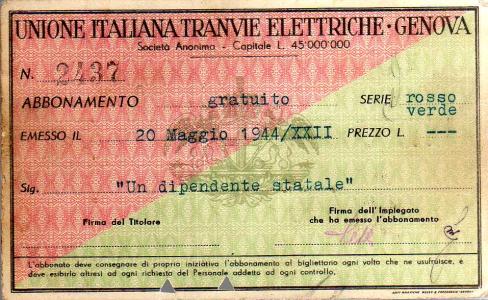 UNIONE ITALIANA TRANVIE ELETTRICHE · GENOVA
Società Anonima - Capitale L. 45'000'000
N. 2437
ABBONAMENTO gratuito SERIE rosso verde
EMESSO IL 20 Maggio 1944/XXII PREZZO L. ---
Sig. "Un dipendente statale"
Firma del Titolare
Firma dell'Impiegato
che ha emesso l'abbonamento
L'abbonato deve consegnare di propria iniziativa l'abbonamento al bigliettario ogni volta che ne usufruisce, e
deve esibirlo altresì ad ogni richiesta del Personale addetto ad ogni controllo.